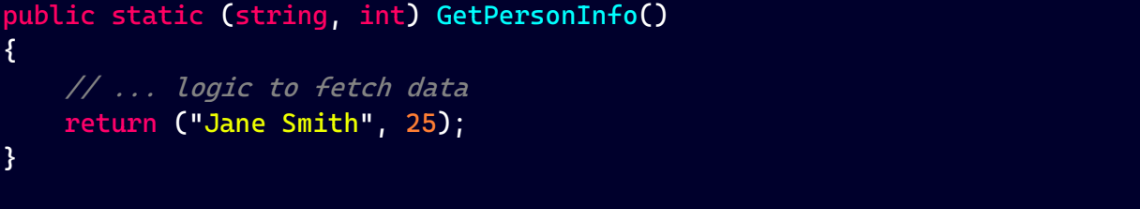 public static (string, int) GetPersonInfo()
{
    // ... logic to fetch data
    return ("Jane Smith", 25);
}